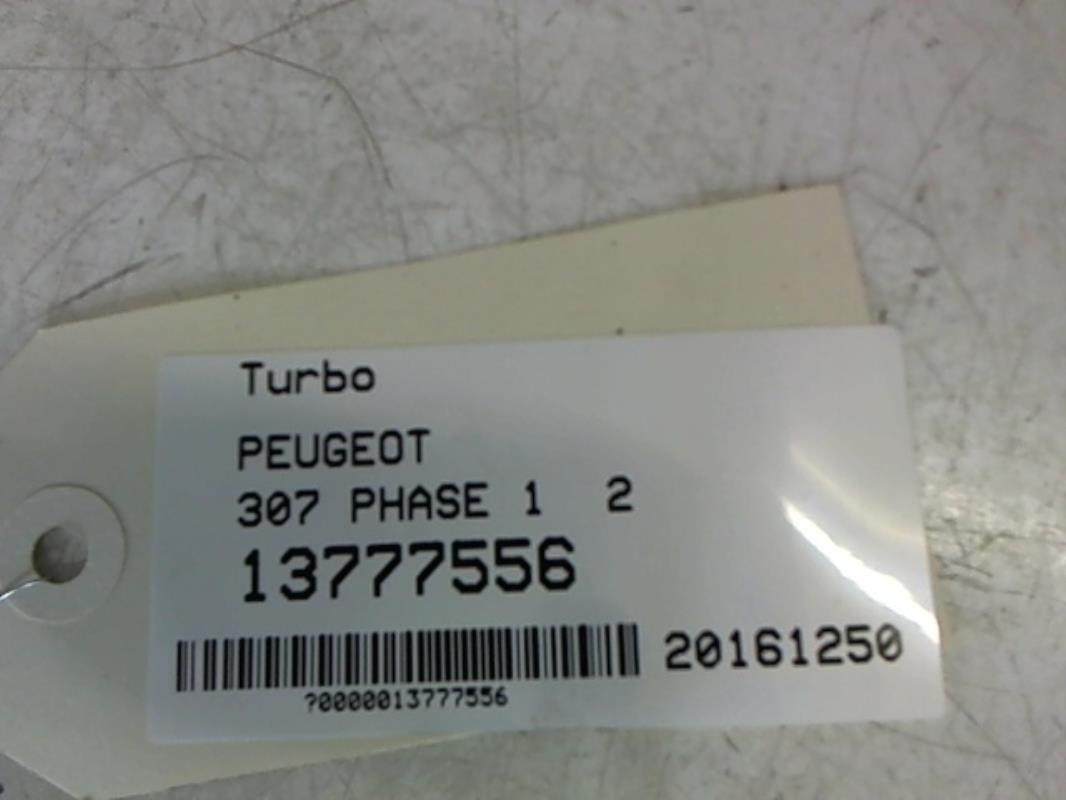 Turbo
PEUGEOT
307 PHASE 1 2
13777556
20161250
?0000013777556